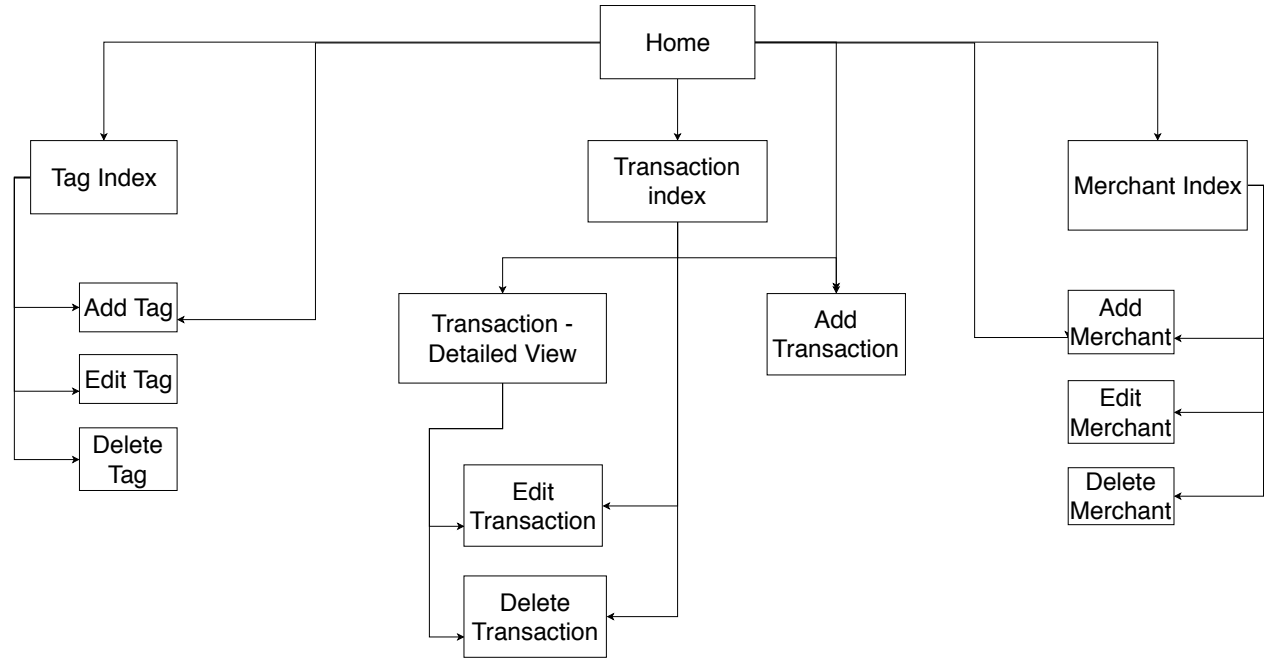 Home
Tag Index
Transaction
index
Merchant Index
Add Tag
Edit Tag
Delete
Tag
Transaction -
Detailed View
Add
Transaction
Edit
Transaction
Delete
Transaction
Add
Merchant
Edit
Merchant
Delete
Merchant